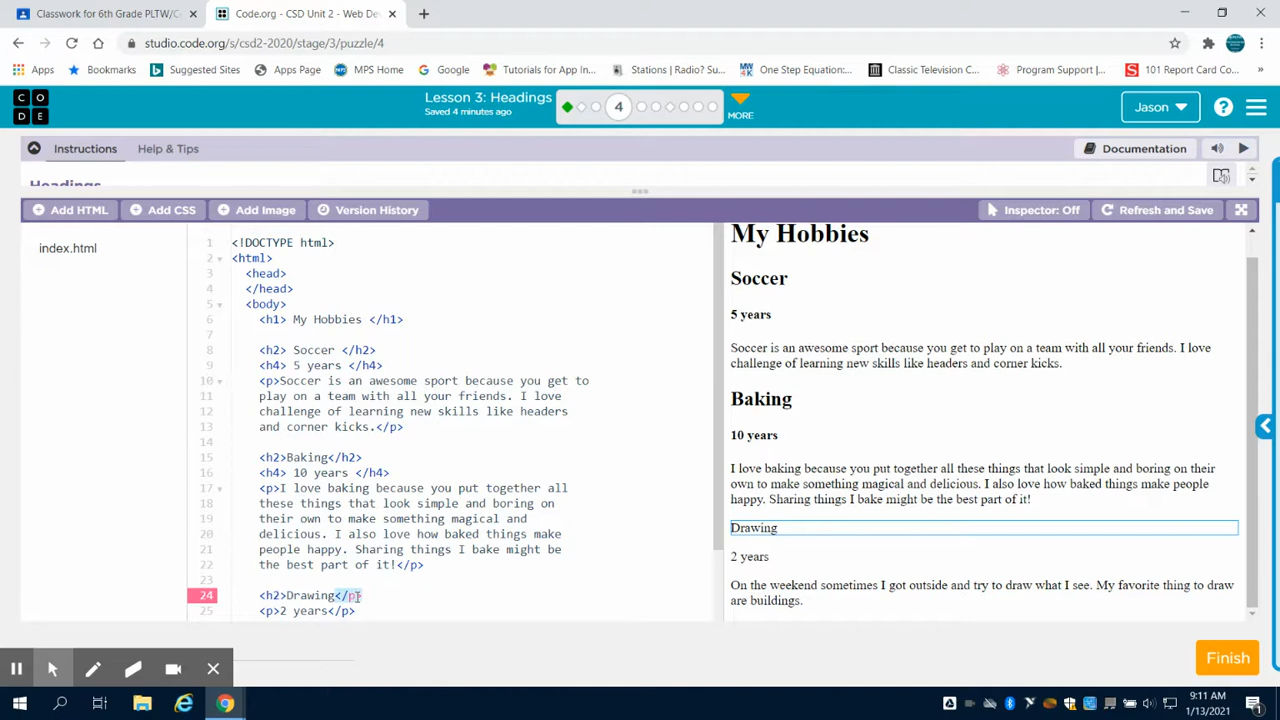 Classwork for 6th Grade PLTW/C
Code.org - CSD Unit 2 - Web De
studio.code.org/s/csd2-2020/stage/3/puzzle/4
Apps
Bookmarks
Suggested Sites
Apps Page
MPS Home
Google
Tutorials for App In...
Stations | Radio? Su...
One Step Equation:...
Classic Television C...
Program Support |...
101 Report Card Co...
»
C O
D E
Lesson 3: Headings
Saved 4 minutes ago
4
MORE
Jason
?
Instructions
Help & Tips
Documentation
Headings
Add HTML
Add CSS
Add Image
Version History
Inspector: Off
Refresh and Save
index.html
1 <!DOCTYPE html>
2 <html>
3 <head>
4 </head>
5 <body>
6 <h1> My Hobbies </h1>
7
8 <h2> Soccer </h2>
9 <h4> 5 years </h4>
10 <p>Soccer is an awesome sport because you get to
11 play on a team with all your friends. I love
12 challenge of learning new skills like headers
13 and corner kicks.</p>
14
15 <h2>Baking</h2>
16 <h4> 10 years </h4>
17 <p>I love baking because you put together all
18 these things that look simple and boring on
19 their own to make something magical and
20 delicious. I also love how baked things make
21 people happy. Sharing things I bake might be
22 the best part of it!</p>
23
24 <h2>Drawing</p>
25 <p>2 years</p>
My Hobbies
Soccer
5 years
Soccer is an awesome sport because you get to play on a team with all your friends. I love
challenge of learning new skills like headers and corner kicks.
Baking
10 years
I love baking because you put together all these things that look simple and boring on their
own to make something magical and delicious. I also love how baked things make people
happy. Sharing things I bake might be the best part of it!
Drawing
2 years
On the weekend sometimes I got outside and try to draw what I see. My favorite thing to draw
are buildings.
Finish
9:11 AM
1/13/2021
1